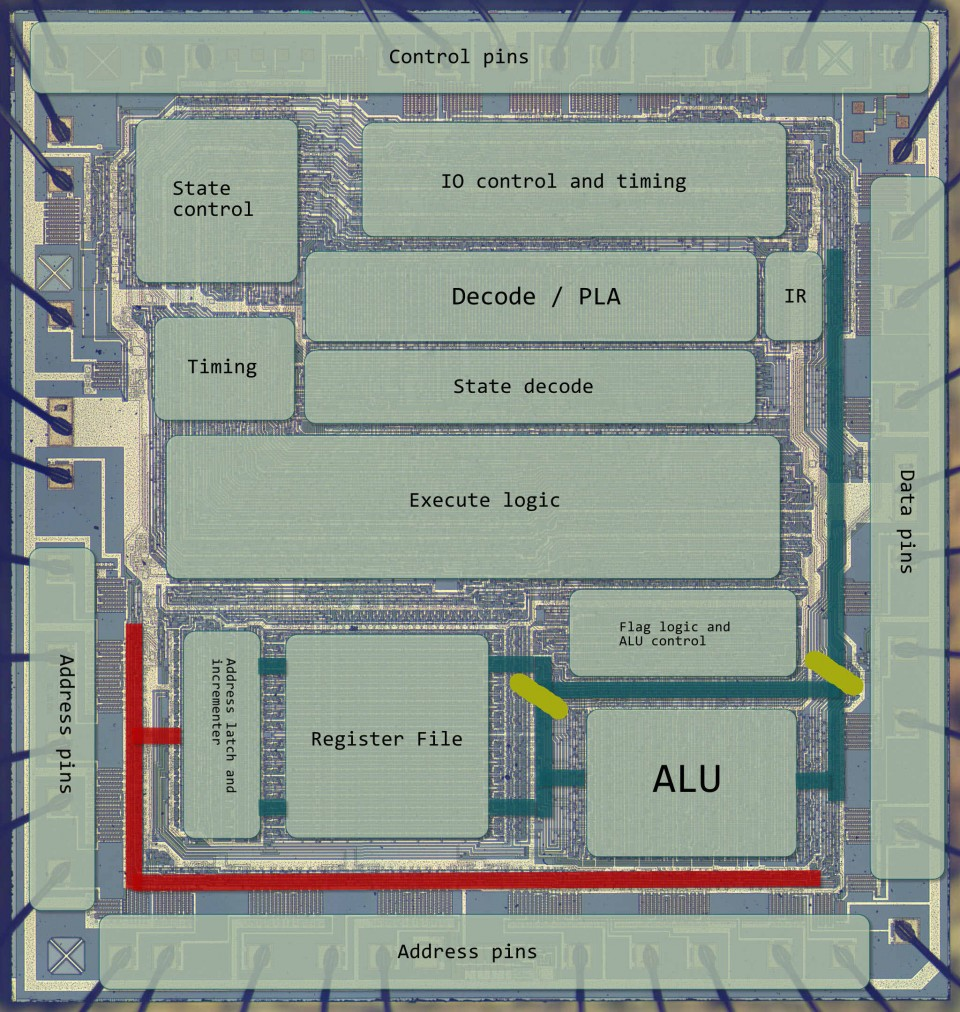 Control pins
State
control
IO control and timing
Decode / PLA
IR
Timing
State decode
Execute logic
Data pins
Flag logic and
ALU control
Address pins
Address latch and
incrementer
Register File
ALU
Address pins